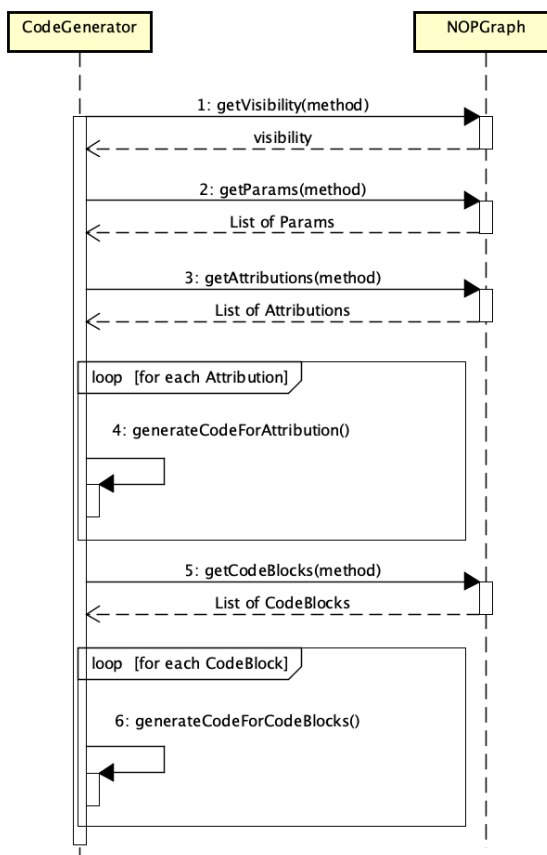 CodeGenerator
NOPGraph
1: getVisibility(method)
visibility
2: getParams(method)
List of Params
3: getAttributions(method)
List of Attributions
loop [for each Attribution]
4: generateCodeForAttribution()
5: getCodeBlocks(method)
List of CodeBlocks
loop [for each CodeBlock]
6: generateCodeForCodeBlocks()